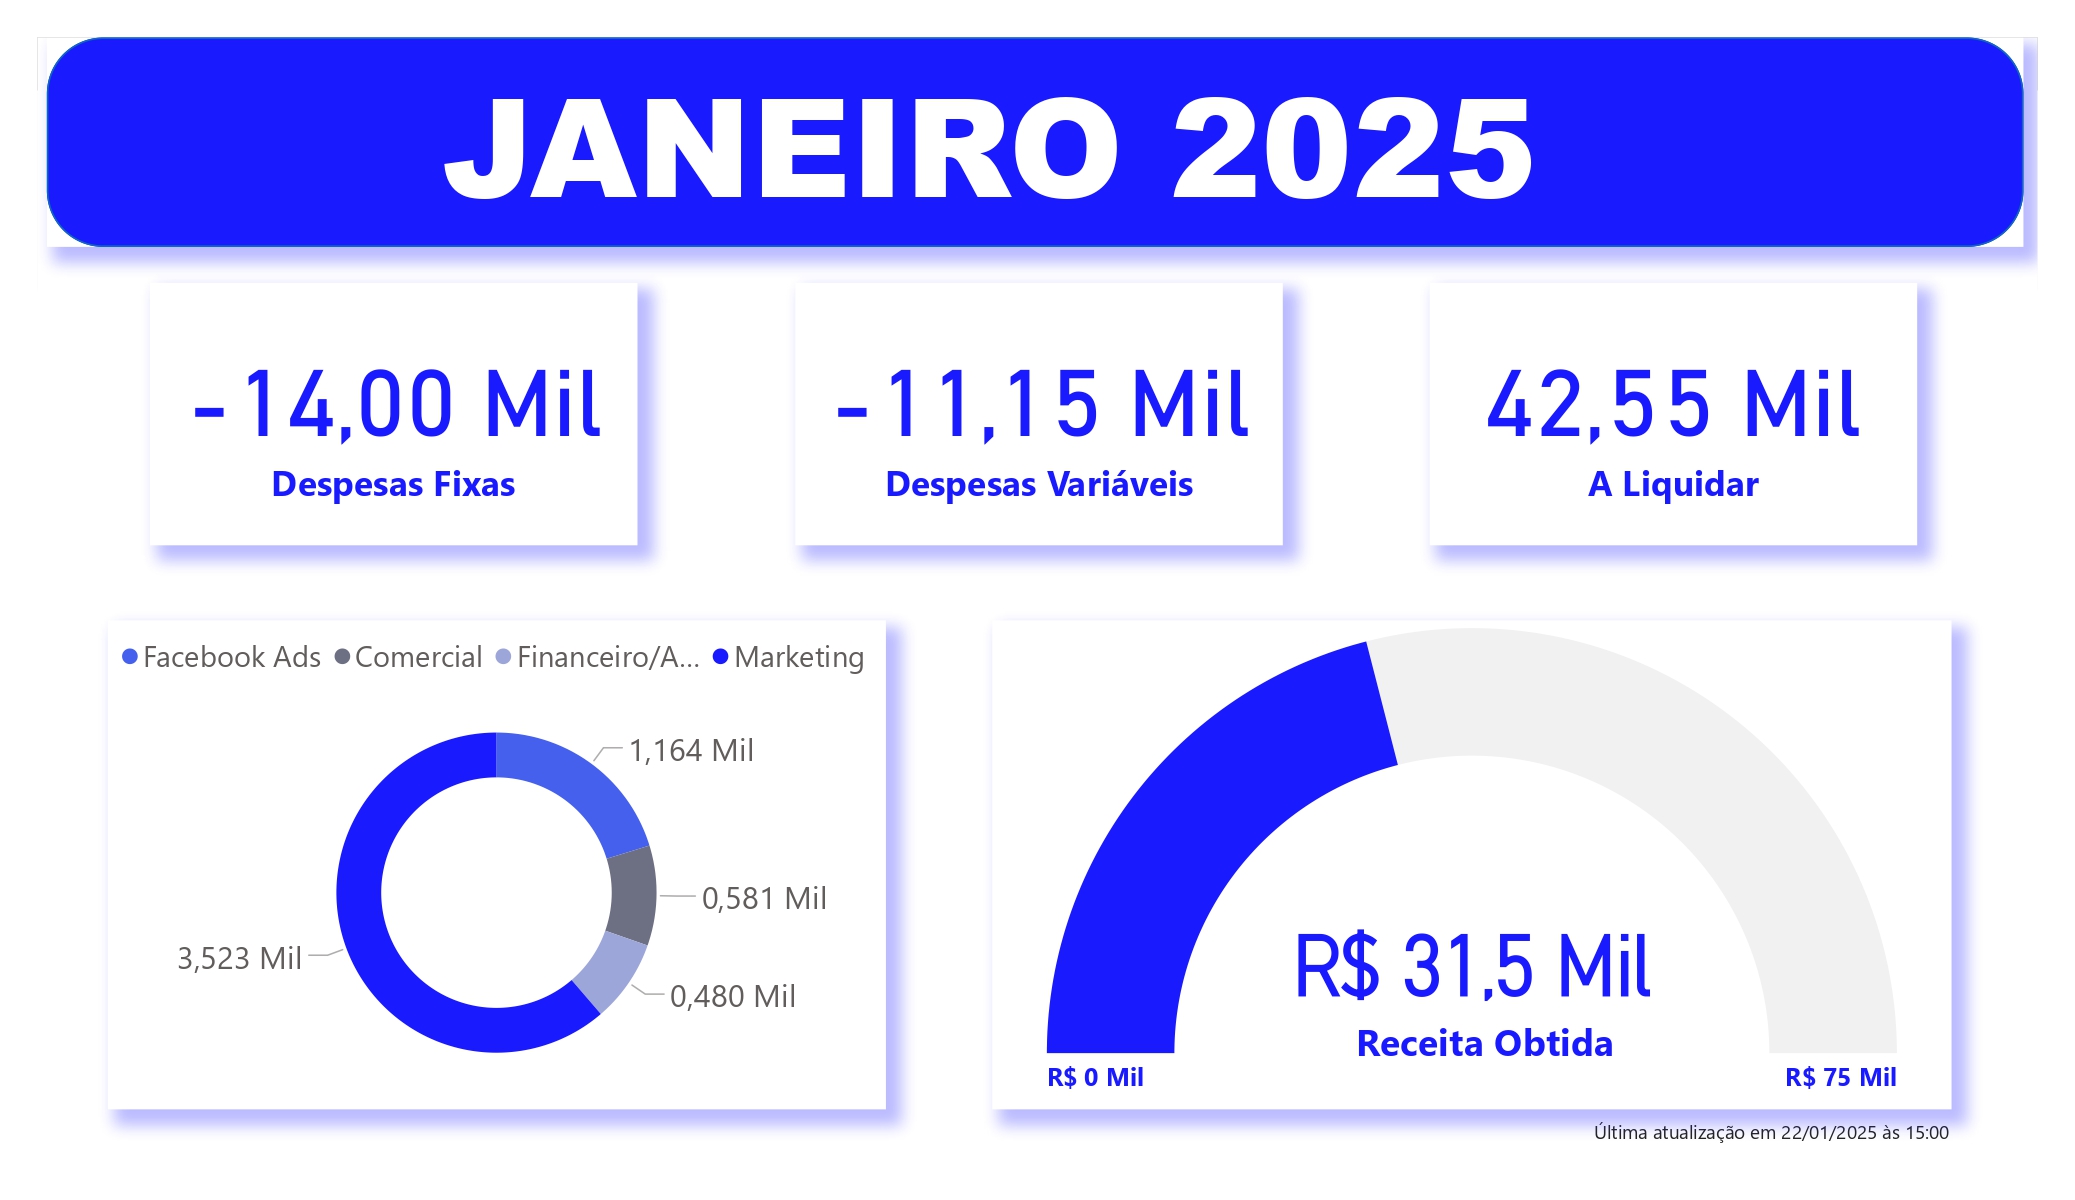 JANEIRO 2025
-14,00 Mil
Despesas Fixas
-11,15 Mil
Despesas Variáveis
42,55 Mil
A Liquidar
Facebook Ads Comercial Financeiro/A... Marketing
1,164 Mil
0,581 Mil
3,523 Mil
0,480 Mil
R$ 31,5 Mil
Receita Obtida
R$ 0 Mil
R$ 75 Mil
Última atualização em 22/01/2025 às 15:00